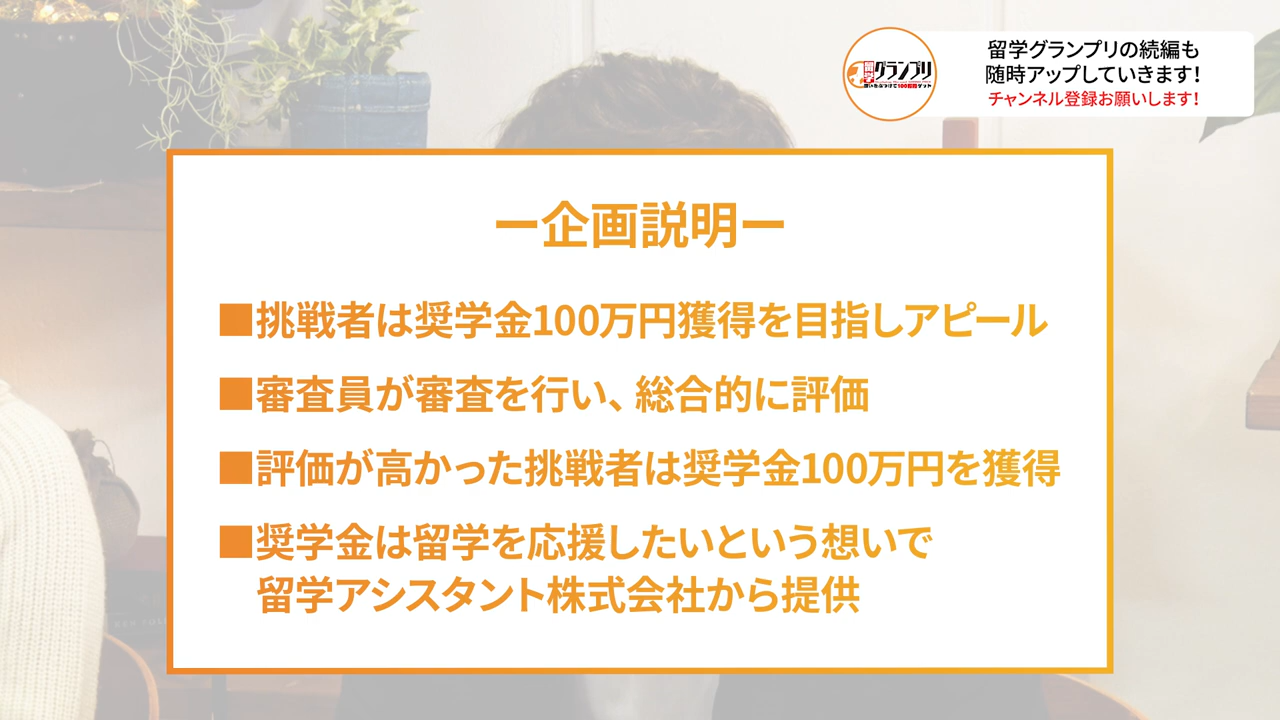 留学グランプリの続編も
随時アップしていきます!
チャンネル登録お願いします!
留学グランプリ
ー企画説明ー
■挑戦者は奨学金100万円獲得を目指しアピール
■審査員が審査を行い、総合的に評価
■評価が高かった挑戦者は奨学金100万円を獲得
■奨学金は留学を応援したいという想いで
留学アシスタント株式会社から提供